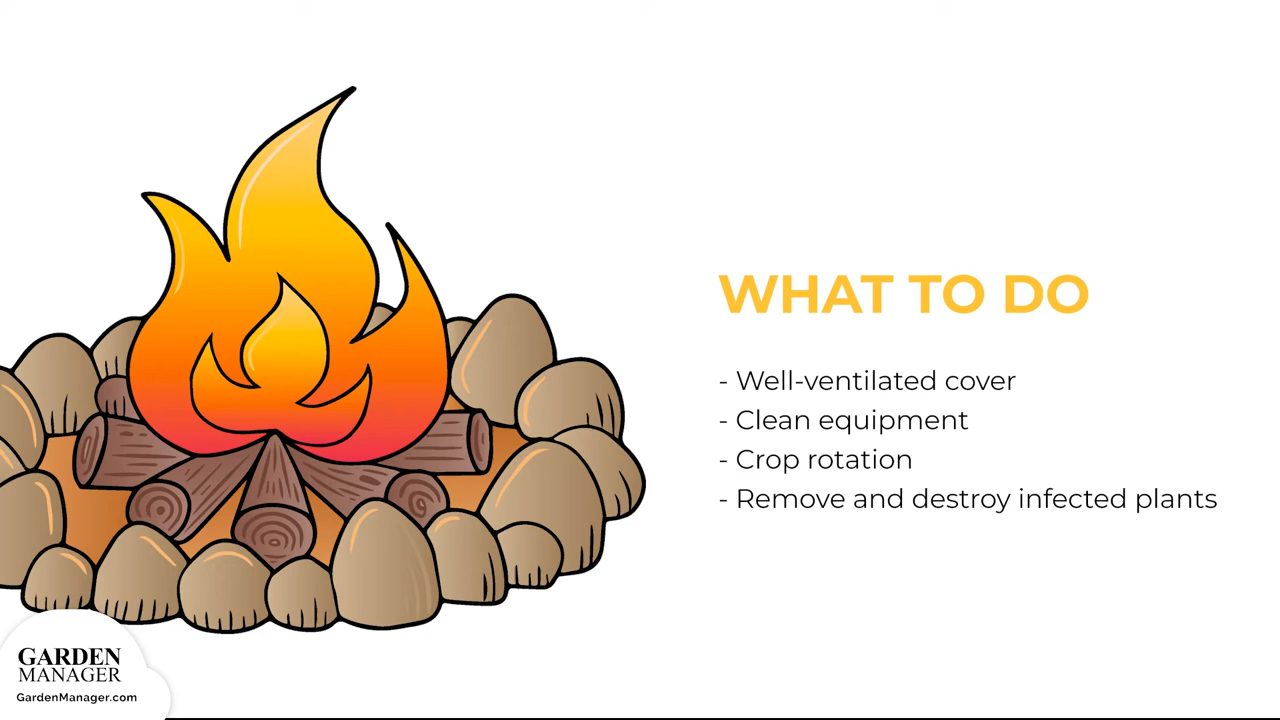 WHAT TO DO
- Well-ventilated cover
- Clean equipment
- Crop rotation
- Remove and destroy infected plants
GARDEN
MANAGER
GardenManager.com